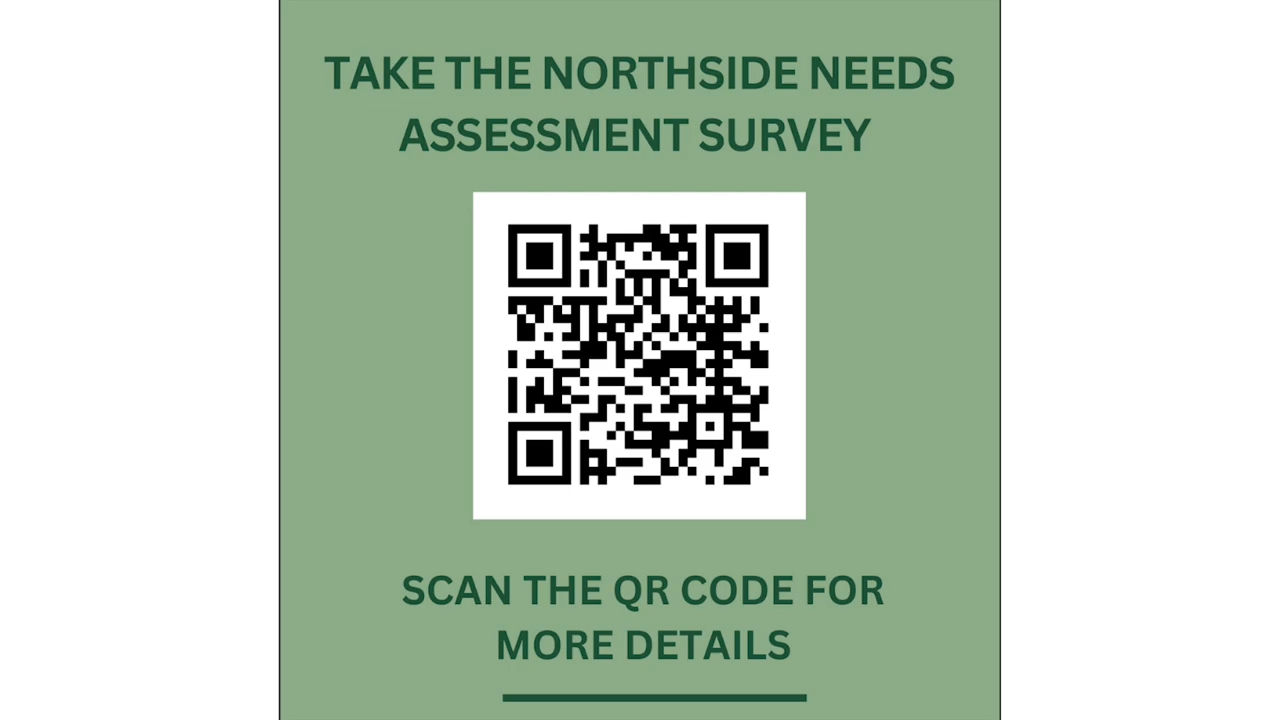 TAKE THE NORTHSIDE NEEDS
ASSESSMENT SURVEY
SCAN THE QR CODE FOR
MORE DETAILS